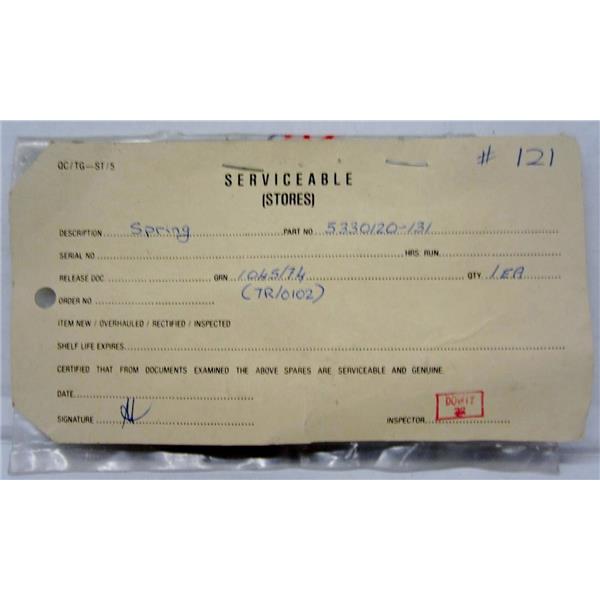 QC/TG-ST/5
# 121
SERVICEABLE
(STORES)
DESCRIPTION Spring PART NO 5330120-131
SERIAL NO HRS. RUN
RELEASE DOC. GRN 1045/74 QTY. 1 EA
ORDER NO (TR/0102)
ITEM NEW / OVERHAULED / RECTIFIED / INSPECTED
SHELF LIFE EXPIRES
CERTIFIED THAT FROM DOCUMENTS EXAMINED THE ABOVE SPARES ARE SERVICEABLE AND GENUINE.
DATE
SIGNATURE INSPECTOR